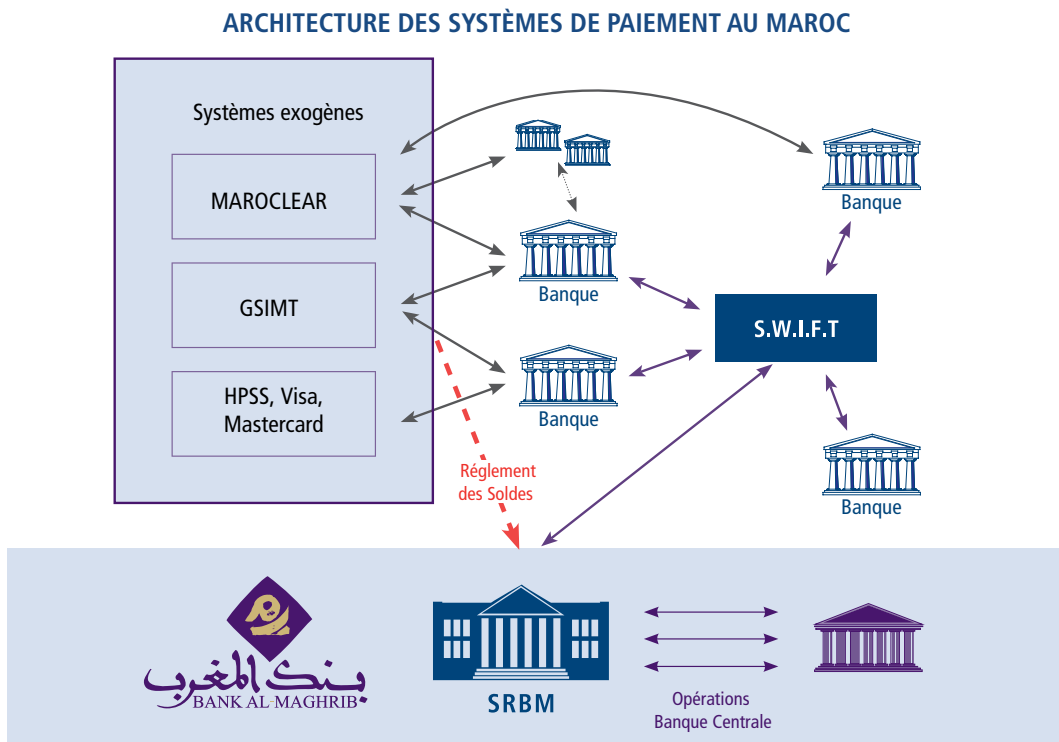 ARCHITECTURE DES SYSTÈMES DE PAIEMENT AU MAROC
Systèmes exogènes
MAROCLEAR
GSIMT
HPSS, Visa,
Mastercard
Banque
Banque
Banque
S.W.I.F.T
Banque
Réglement
des Soldes
بنك المغرب
BANK AL MAGHRIB
SRBM
Opérations
Banque Centrale